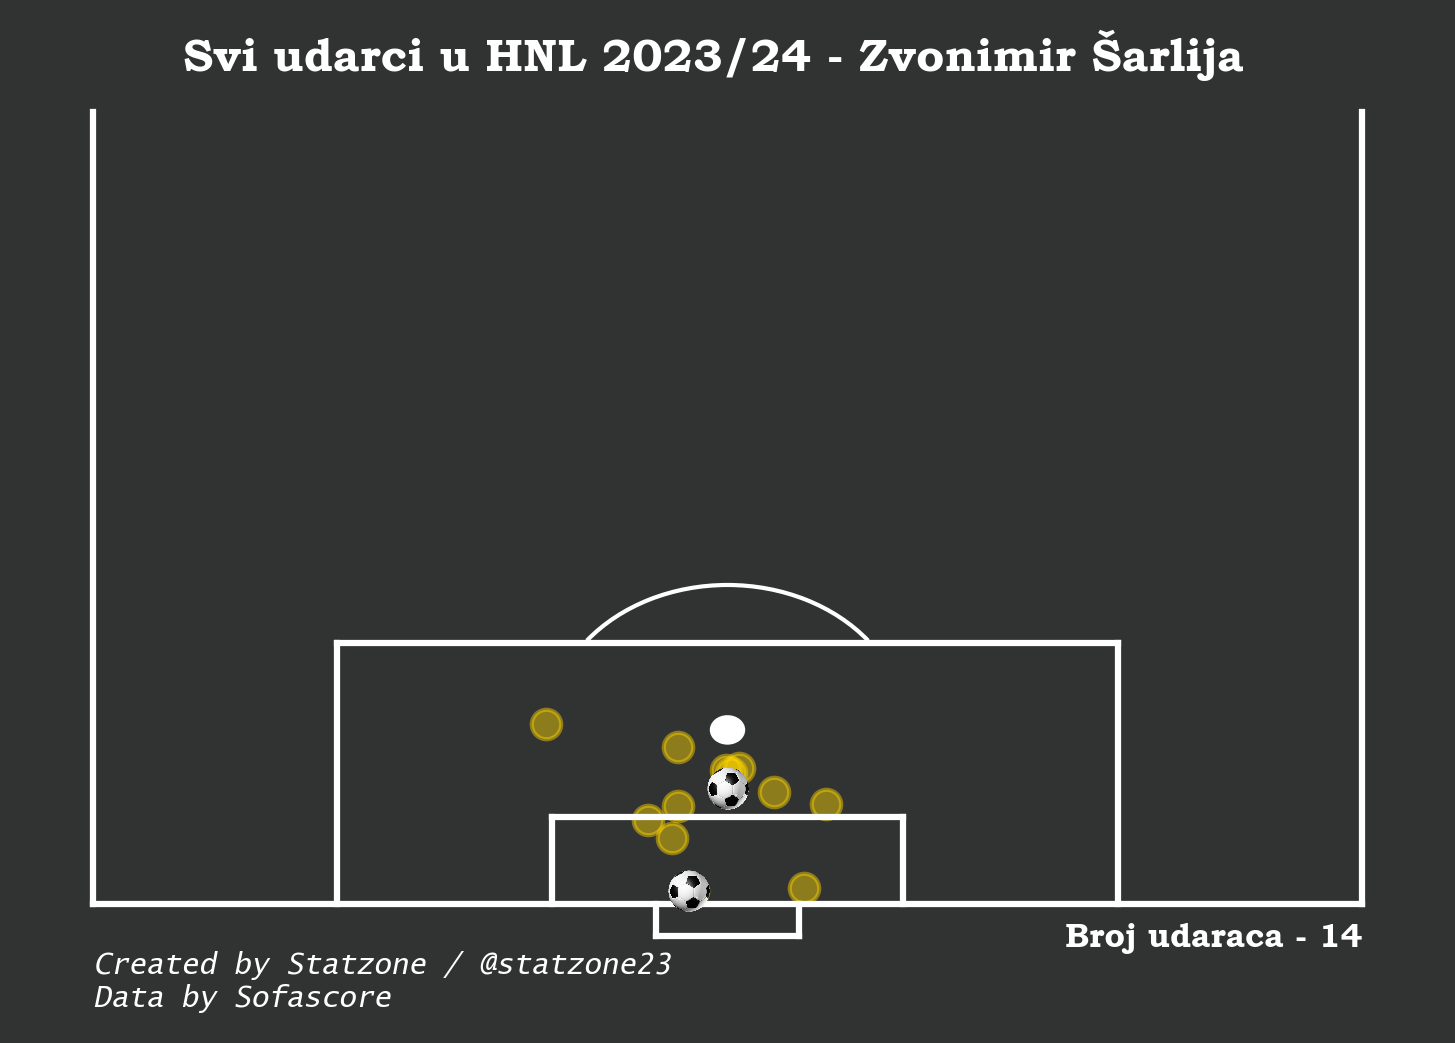 Svi udarci u HNL 2023/24 - Zvonimir Šarlija
Broj udaraca - 14
Created by Statzone / @statzone23
Data by Sofascore